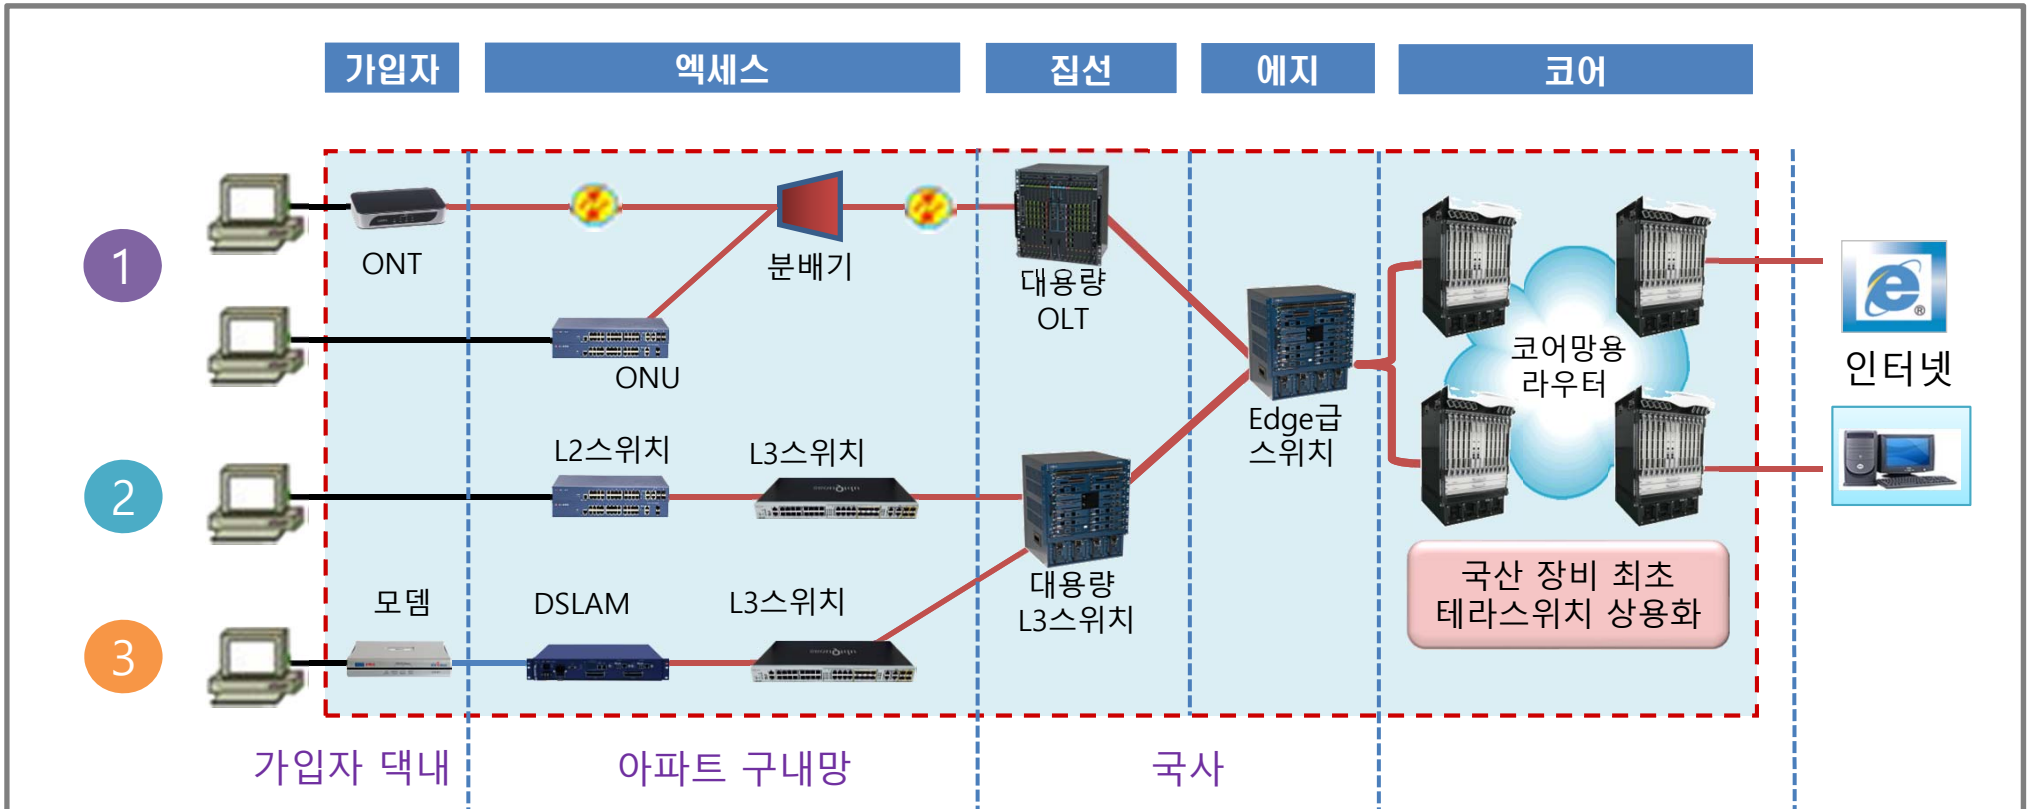 가입자
엑세스
집선
에지
코어
1
ONT
분배기
대용량
OLT
ONU
Edge급
스위치
코어망용
라우터
인터넷
2
L2스위치
L3스위치
대용량
L3스위치
3
모뎀
DSLAM
L3스위치
국산 장비 최초
테라스위치 상용화
가입자 댁내
아파트 구내망
국사